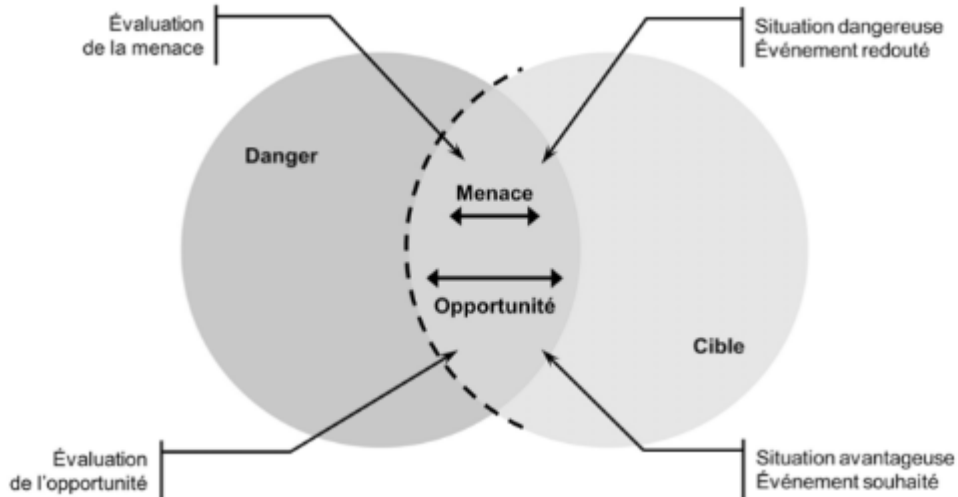 Évaluation
de la menace
Situation dangereuse
Événement redouté
Danger
Menace
Opportunité
Cible
Évaluation
de l'opportunité
Situation avantageuse
Événement souhaité